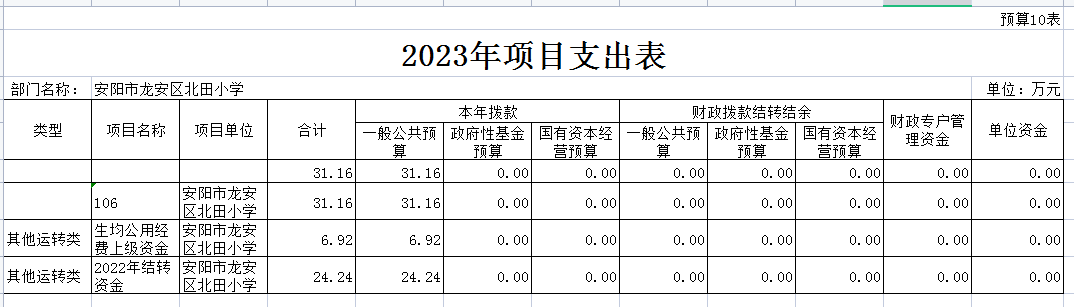 预算10表
2023年项目支出表
部门名称： 安阳市龙安区北田小学 单位：万元
类型 项目名称 项目单位 合计 本年拨款 财政拨款结转结余 财政专户管理资金 单位资金
一般公共预算 政府性基金预算 国有资本经营预算 一般公共预算 政府性基金预算 国有资本经营预算
31.16 31.16 0.00 0.00 0.00 0.00 0.00 0.00 0.00
106 安阳市龙安区北田小学 31.16 31.16 0.00 0.00 0.00 0.00 0.00 0.00 0.00
其他运转类 生均公用经费上级资金 安阳市龙安区北田小学 6.92 6.92 0.00 0.00 0.00 0.00 0.00 0.00 0.00
其他运转类 2022年结转资金 安阳市龙安区北田小学 24.24 24.24 0.00 0.00 0.00 0.00 0.00 0.00 0.00